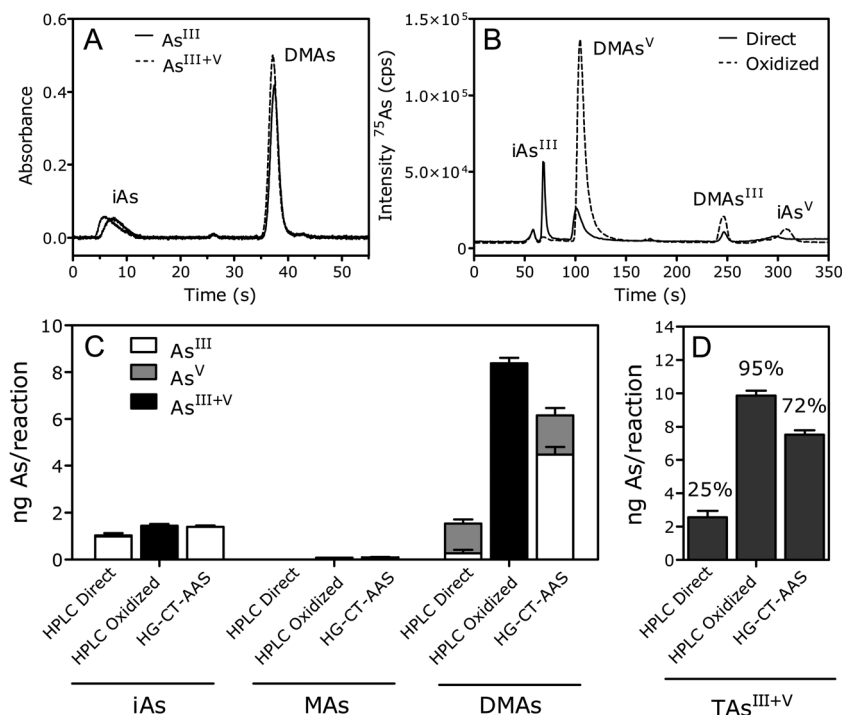 A
As^III
As^III+V
DMAs
iAs
0.6
0.4
0.2
0.0
Absorbance
0
10
20
30
40
50
Time (s)
B
Direct
Oxidized
DMAs^V
iAs^III
DMAs^III
iAs^V
1.5×10^5
1.0×10^5
5.0×10^4
0
Intensity ^75As (cps)
0
50
100
150
200
250
300
350
Time (s)
C
As^III
As^V
As^III+V
10
8
6
4
2
0
ng As/reaction
HPLC Direct
HPLC Oxidized
HG-CT-AAS
HPLC Direct
HPLC Oxidized
HG-CT-AAS
HPLC Direct
HPLC Oxidized
HG-CT-AAS
iAs
MAs
DMAs
D
14
12
10
8
6
4
2
0
ng As/reaction
25%
95%
72%
HPLC Direct
HPLC Oxidized
HG-CT-AAS
TAs^III+V